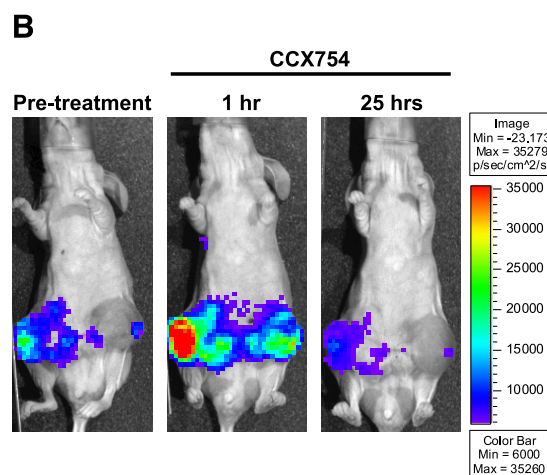 B
CCX754
Pre-treatment
1 hr
25 hrs
Image
Min = -23.173
Max = 35279
p/sec/cm^2/s
35000
30000
25000
20000
15000
10000
Color Bar
Min = 6000
Max = 35260